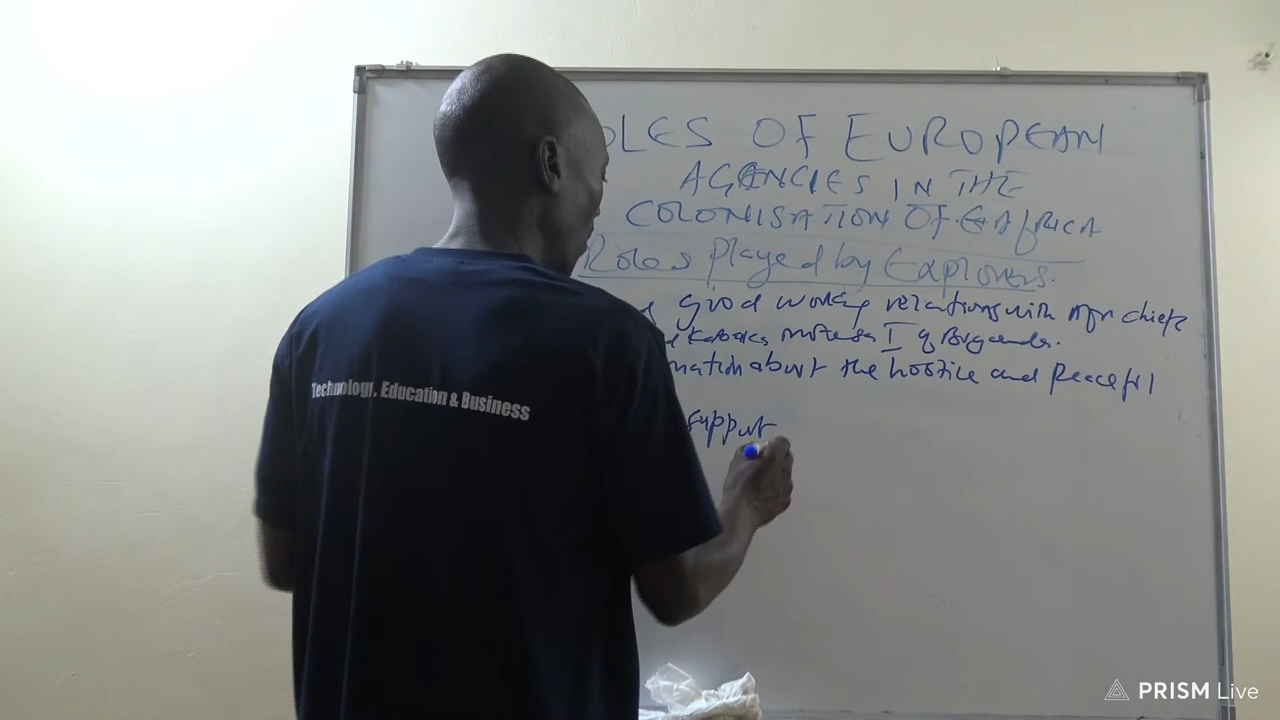 OLES OF EUROPEAN
AGENCIES IN THE
COLONISATION OF E. AFRICA
Roles played by Explorers.
good working relations with Afrn chiefs
Kabaka Mutesa I of Buganda.
mation about the hostile and peaceful
support
Technology, Education & Business
PRISM Live